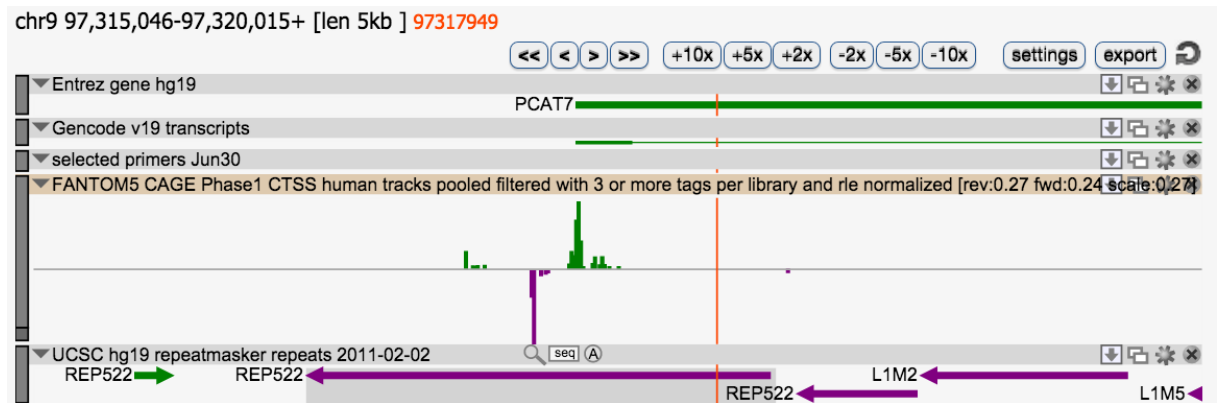 chr9 97,315,046-97,320,015+ [len 5kb ] 97317949
<< < > >> +10x +5x +2x -2x -5x -10x settings export
Entrez gene hg19
PCAT7
Gencode v19 transcripts
selected primers Jun30
FANTOM5 CAGE Phase1 CTSS human tracks pooled filtered with 3 or more tags per library and rle normalized [rev:0.27 fwd:0.24 scale:0.27]
UCSC hg19 repeatmasker repeats 2011-02-02 seq A
REP522 REP522 L1M2
REP522 L1M5